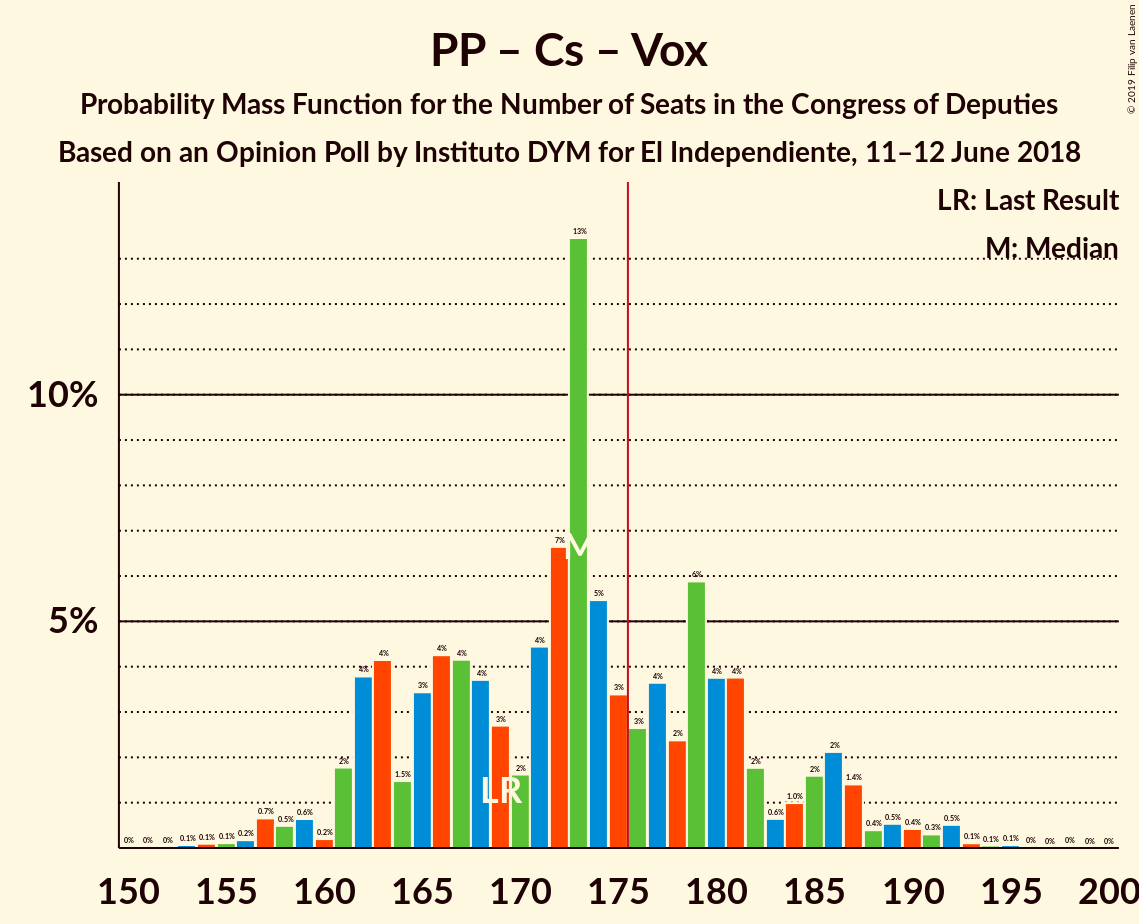 PP – Cs – Vox
Probability Mass Function for the Number of Seats in the Congress of Deputies
Based on an Opinion Poll by Instituto DYM for El Independiente, 11–12 June 2018
© 2019 Filip van Laenen
LR: Last Result
M: Median
10%
5%
0% 0% 0% 0.1% 0.1% 0.1% 0.2% 0.7% 0.5% 0.6% 0.2% 2% 4% 4% 1.5% 3% 4% 4% 4% 3% 2% 4% 7% 13% 5% 3% 3% 4% 2% 6% 4% 4% 2% 0.6% 1.0% 2% 2% 1.4% 0.4% 0.5% 0.4% 0.3% 0.5% 0.1% 0.1% 0.1% 0% 0% 0% 0% 0%
M
LR
150 155 160 165 170 175 180 185 190 195 200